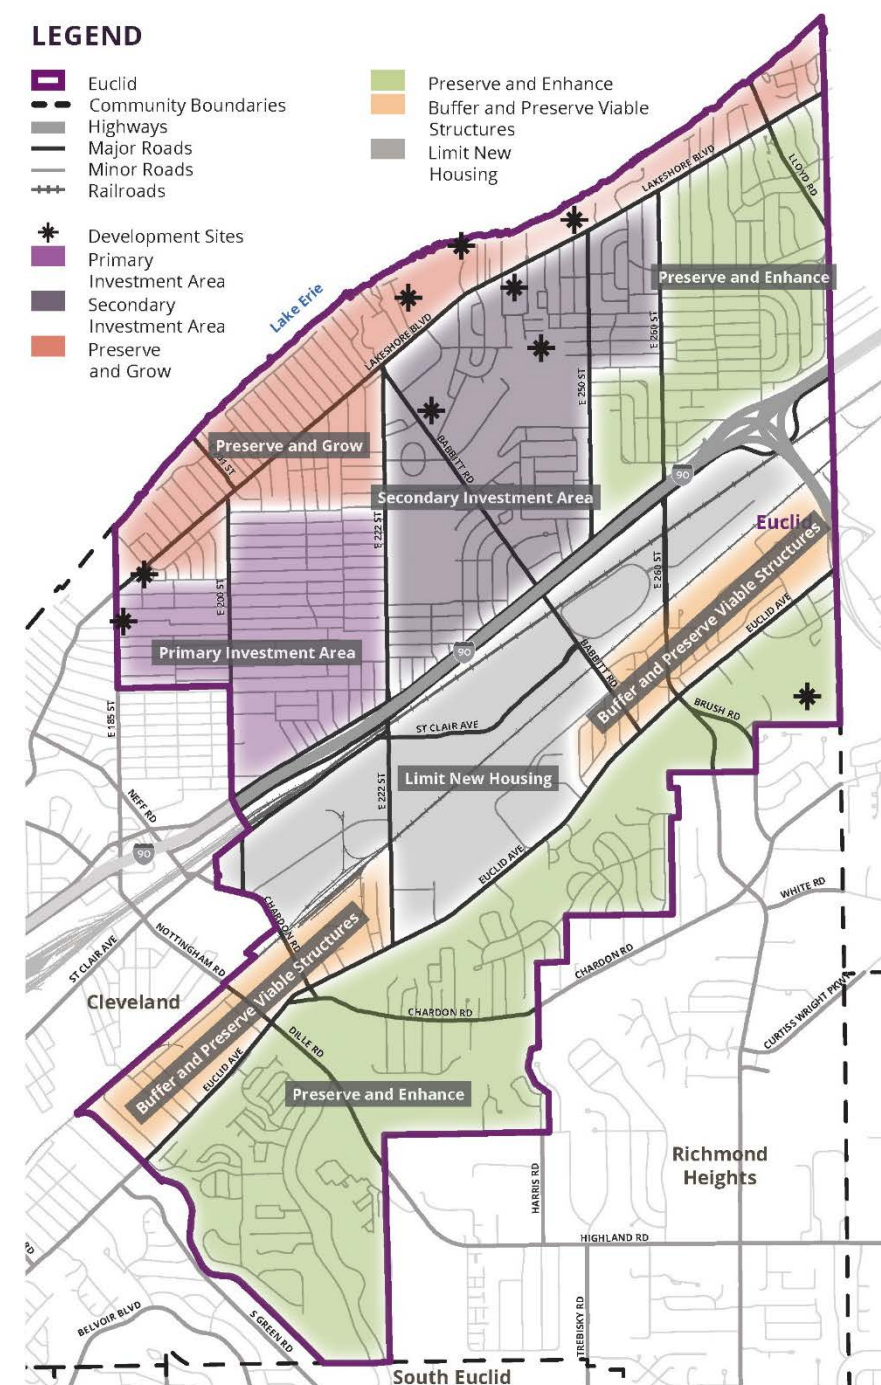 LEGEND
Euclid
Community Boundaries
Highways
Major Roads
Minor Roads
Railroads
Development Sites
Primary
Investment Area
Secondary
Investment Area
Preserve
and Grow
Preserve and Enhance
Buffer and Preserve Viable
Structures
Limit New
Housing
LLOYD RD
LAKESHORE BLVD
Preserve and Enhance
Lake Erie
LAKESHORE BLVD
E 260 ST
E 250 ST
Preserve and Grow
BABBITT RD
90
Secondary Investment Area
E 222 ST
Euclid
E 260 ST
E 200 ST
Buffer and Preserve Viable Structures
EUCLID AVE
Primary Investment Area
90
BABBITT RD
E 185 ST
BRUSH RD
ST CLAIR AVE
Limit New Housing
E 222 ST
NEFF RD
90
EUCLID AVE
WHITE RD
CHARDON RD
NOTTINGHAM RD
ST CLAIR AVE
CHARDON RD
Buffer and Preserve Viable Structures
Cleveland
CURTISS WRIGHT PKWY
CHARDON RD
DILLE RD
EUCLID AVE
Preserve and Enhance
Richmond
Heights
HARRIS RD
HIGHLAND RD
RD
TREBISKY RD
BELVOIR BLVD
S GREEN RD
South Euclid